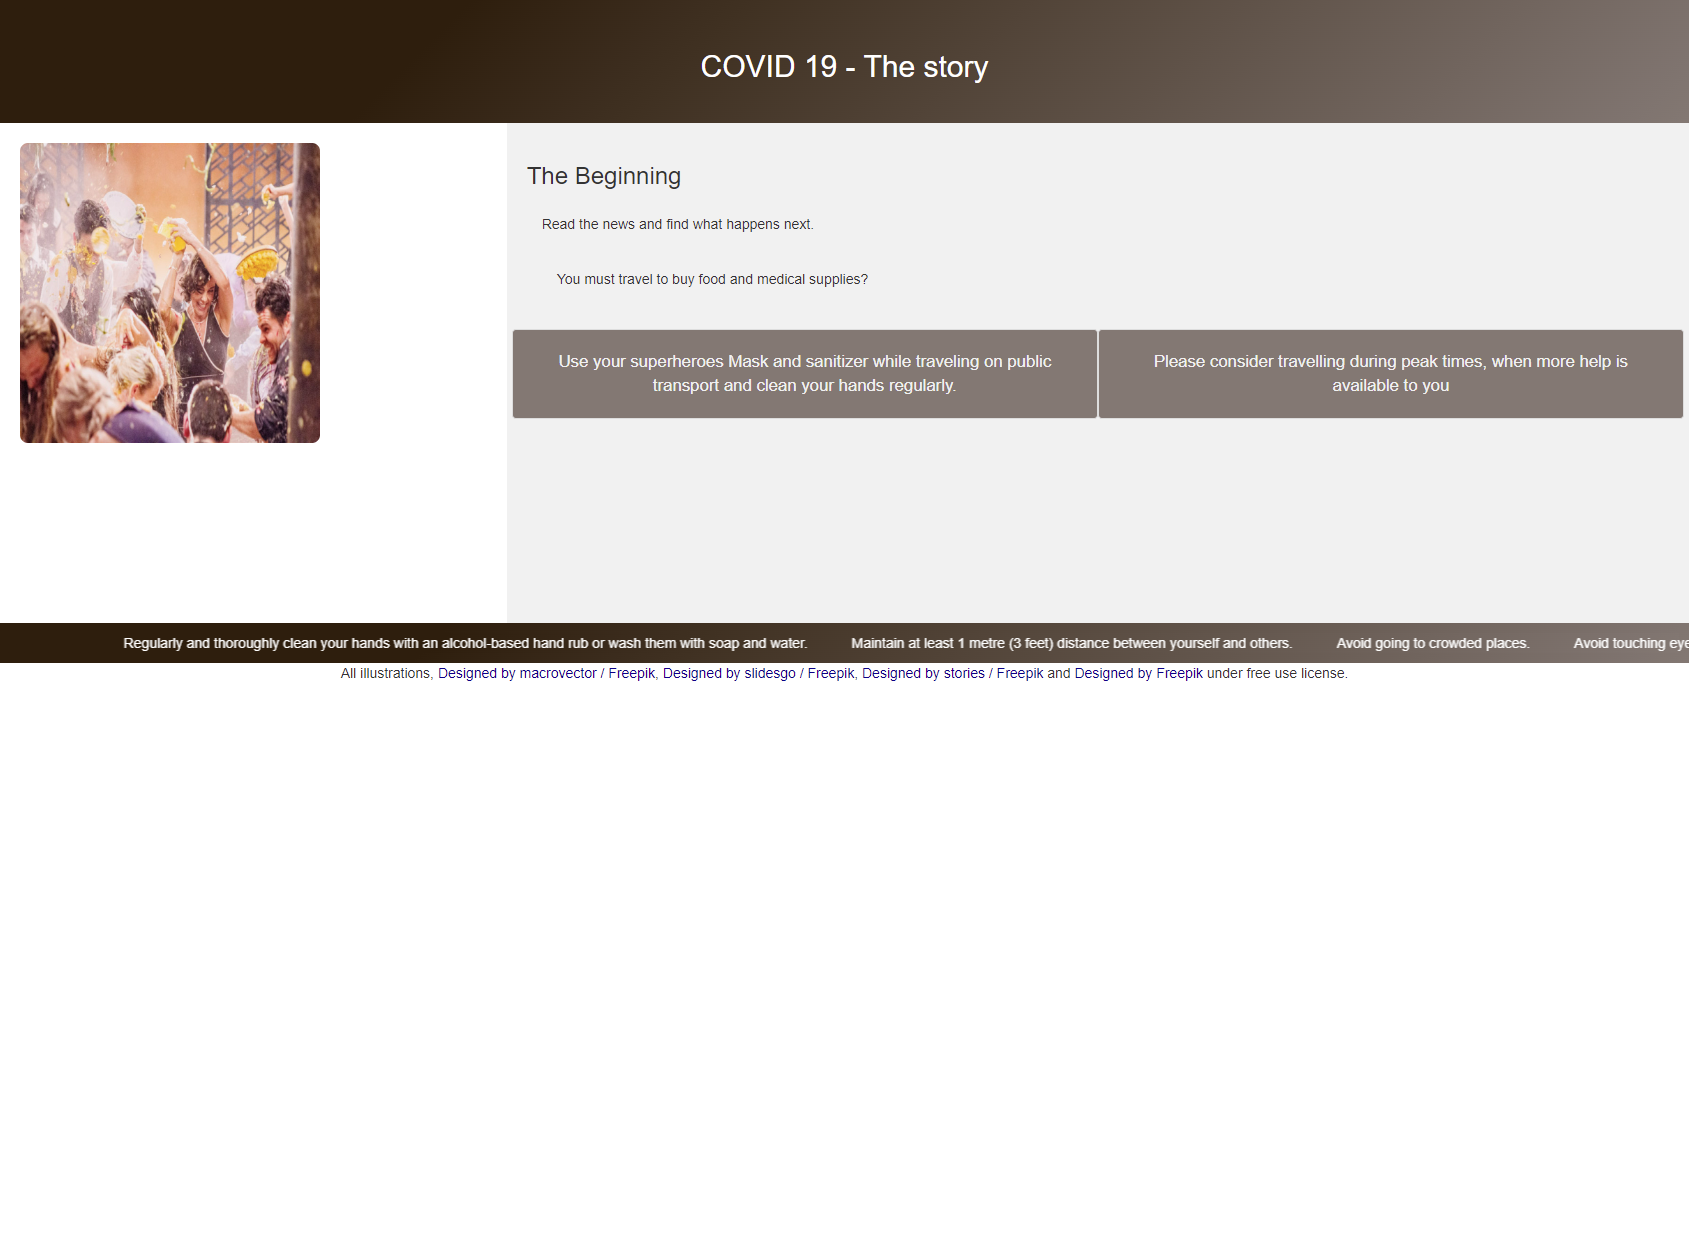 COVID 19 - The story
The Beginning
Read the news and find what happens next.
You must travel to buy food and medical supplies?
Use your superheroes Mask and sanitizer while traveling on public
transport and clean your hands regularly.
Please consider travelling during peak times, when more help is
available to you
Regularly and thoroughly clean your hands with an alcohol-based hand rub or wash them with soap and water. Maintain at least 1 metre (3 feet) distance between yourself and others. Avoid going to crowded places. Avoid touching eye
All illustrations, Designed by macrovector / Freepik, Designed by slidesgo / Freepik, Designed by stories / Freepik and Designed by Freepik under free use license.